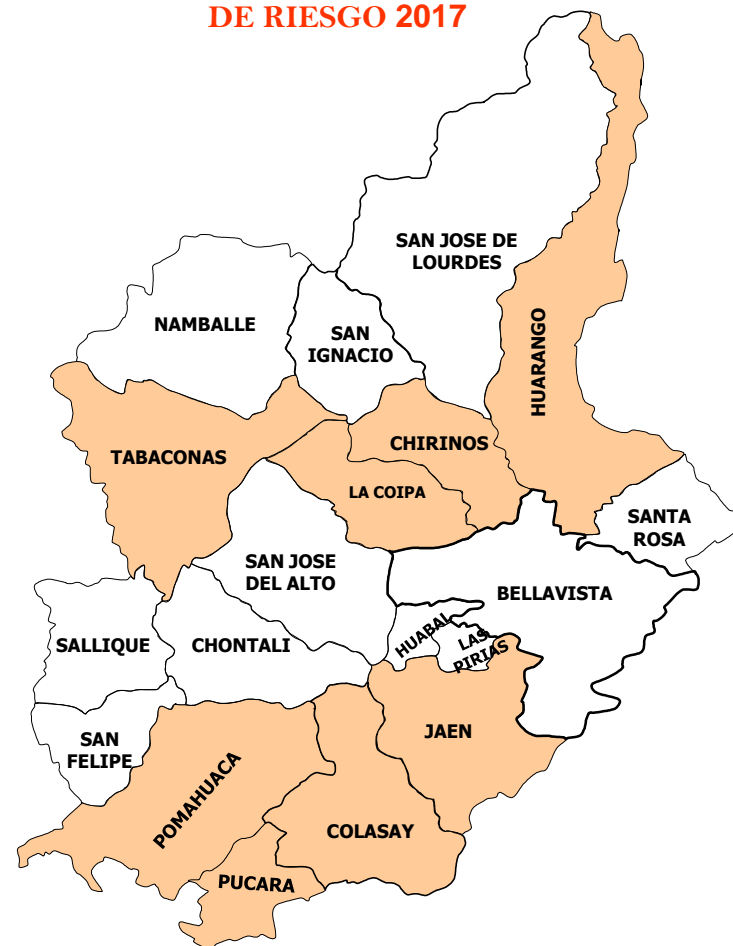 DE RIESGO 2017
SAN JOSE DE
LOURDES
NAMBALLE
SAN
IGNACIO
HUARANGO
TABACONAS
CHIRINOS
LA COIPA
SANTA
ROSA
SAN JOSE
DEL ALTO
BELLAVISTA
SALLIQUE
CHONTALI
HUABAL
LAS
PIRIAS
SAN
FELIPE
JAEN
POMAHUACA
COLASAY
PUCARA